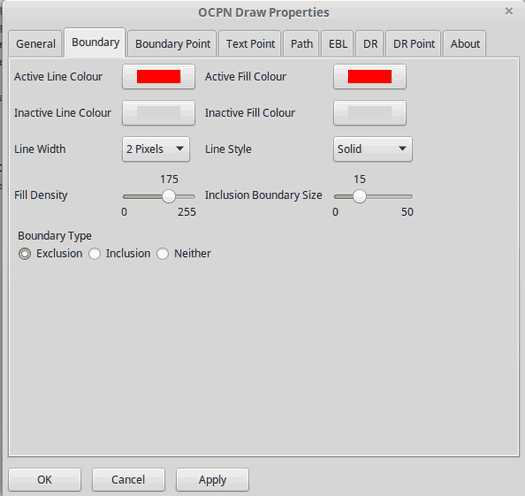 OCPN Draw Properties
General Boundary Boundary Point Text Point Path EBL DR DR Point About
Active Line Colour Active Fill Colour
Inactive Line Colour Inactive Fill Colour
Line Width 2 Pixels Line Style Solid
175 15
Fill Density Inclusion Boundary Size
0 255 0 50
Boundary Type
Exclusion Inclusion Neither
OK Cancel Apply